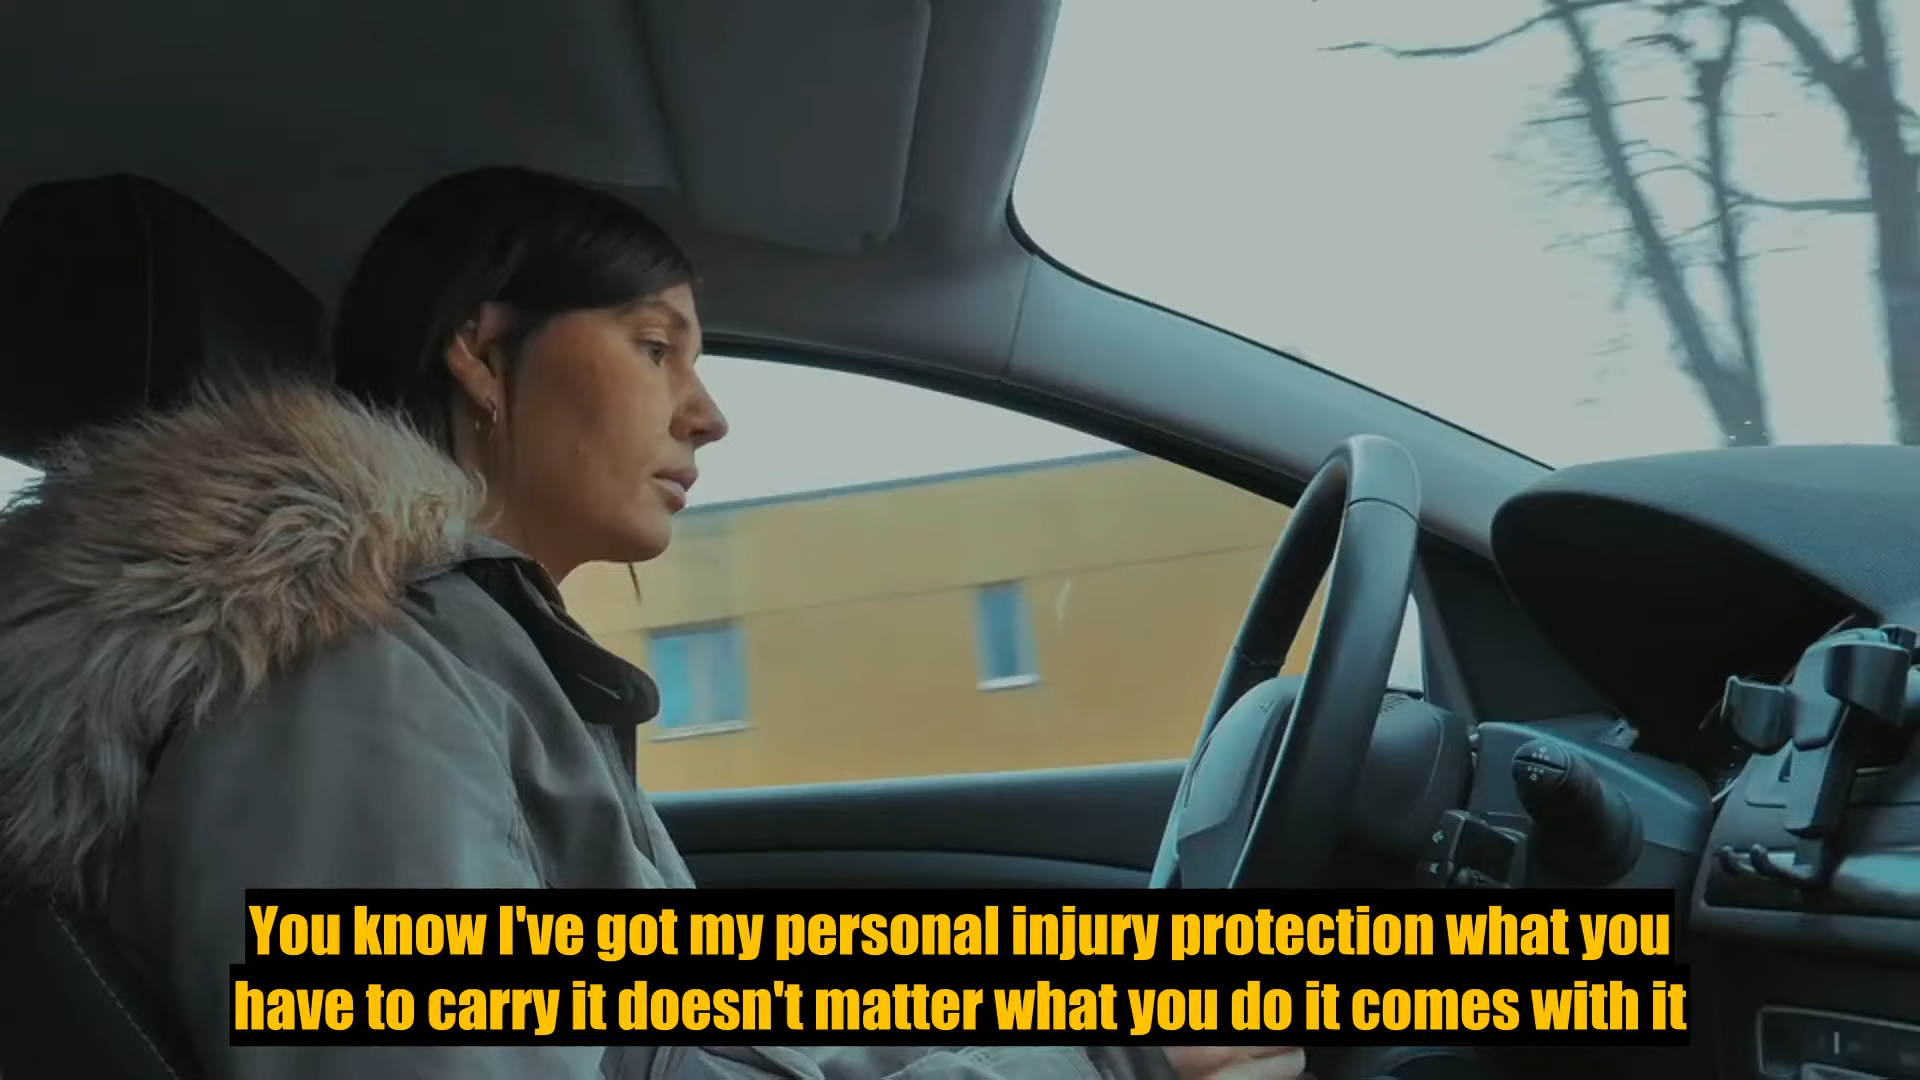 You know I've got my personal injury protection what you
have to carry it doesn't matter what you do it comes with it